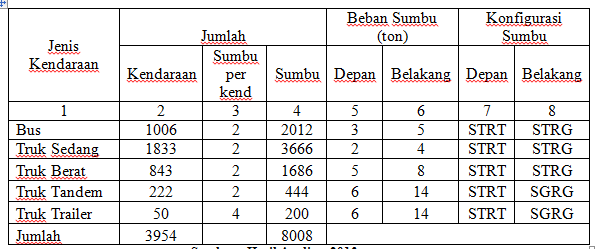 Jenis Kendaraan Jumlah Beban Sumbu (ton) Konfigurasi Sumbu
Kendaraan Sumbu per kend Sumbu Depan Belakang Depan Belakang
1 2 3 4 5 6 7 8
Bus 1006 2 2012 3 5 STRT STRG
Truk Sedang 1833 2 3666 2 4 STRT STRG
Truk Berat 843 2 1686 5 8 STRT STRG
Truk Tandem 222 2 444 6 14 STRT SGRG
Truk Trailer 50 4 200 6 14 STRT SGRG
Jumlah 3954 8008